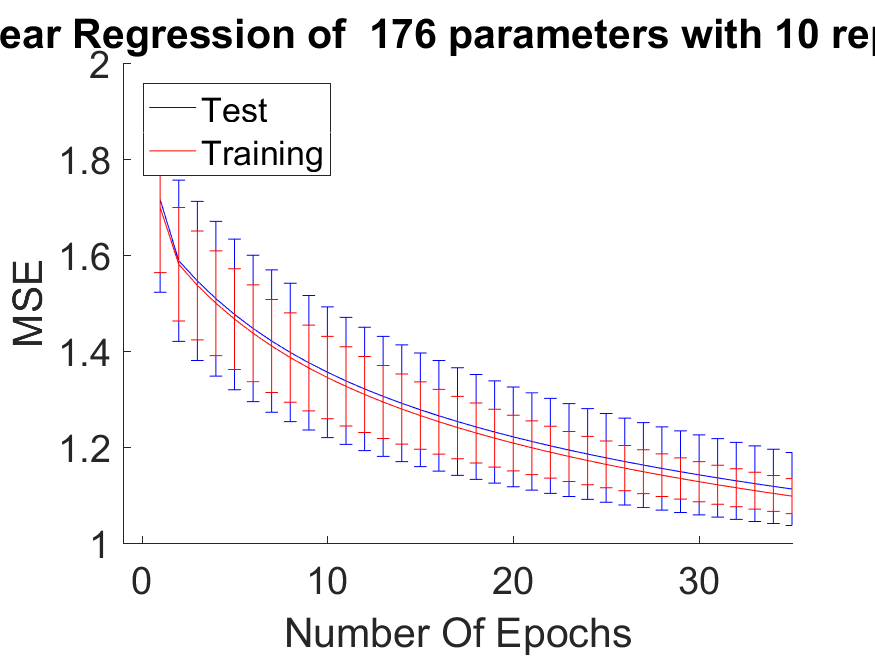 ear Regression of 176 parameters with 10 rep
2
1.8
1.6
1.4
1.2
1
MSE
Test
Training
0 10 20 30
Number Of Epochs